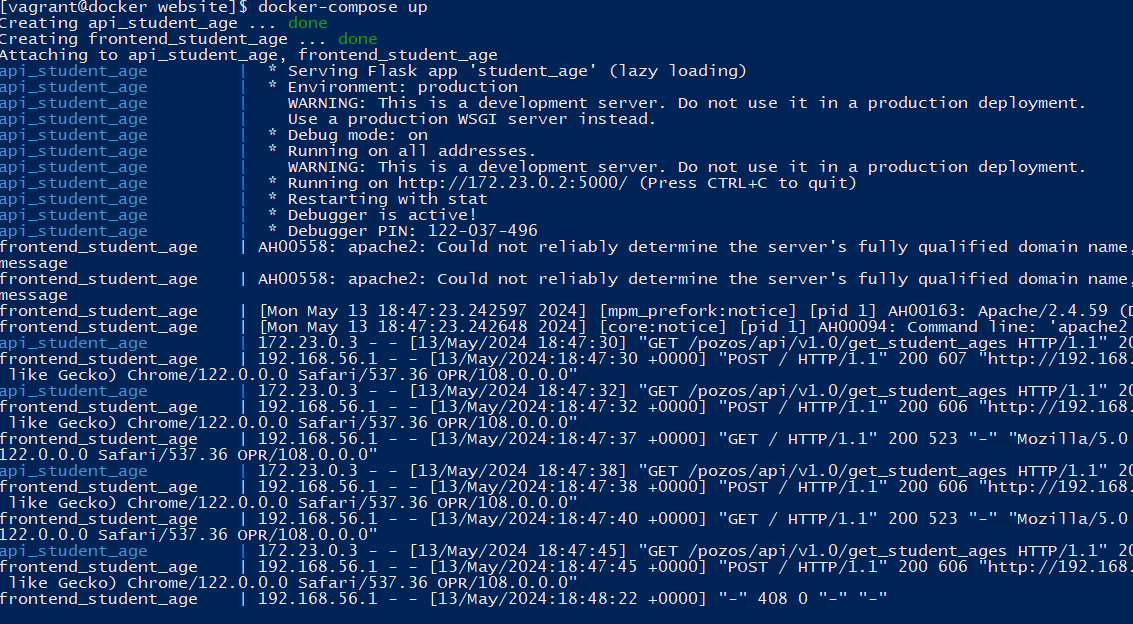 [vagrant@docker website]$ docker-compose up
Creating api_student_age ... done
Creating frontend_student_age ... done
Attaching to api_student_age, frontend_student_age
api_student_age | * Serving Flask app 'student_age' (lazy loading)
api_student_age | * Environment: production
api_student_age | WARNING: This is a development server. Do not use it in a production deployment.
api_student_age | Use a production WSGI server instead.
api_student_age | * Debug mode: on
api_student_age | * Running on all addresses.
api_student_age | WARNING: This is a development server. Do not use it in a production deployment.
api_student_age | * Running on http://172.23.0.2:5000/ (Press CTRL+C to quit)
api_student_age | * Restarting with stat
api_student_age | * Debugger is active!
api_student_age | * Debugger PIN: 122-037-496
frontend_student_age | AH00558: apache2: Could not reliably determine the server's fully qualified domain name,
message
frontend_student_age | AH00558: apache2: Could not reliably determine the server's fully qualified domain name,
message
frontend_student_age | [Mon May 13 18:47:23.242597 2024] [mpm_prefork:notice] [pid 1] AH00163: Apache/2.4.59 (D
frontend_student_age | [Mon May 13 18:47:23.242648 2024] [core:notice] [pid 1] AH00094: Command line: 'apache2
api_student_age | 172.23.0.3 - - [13/May/2024 18:47:30] "GET /pozos/api/v1.0/get_student_ages HTTP/1.1" 20
frontend_student_age | 192.168.56.1 - - [13/May/2024:18:47:30 +0000] "POST / HTTP/1.1" 200 607 "http://192.168.
like Gecko) Chrome/122.0.0.0 Safari/537.36 OPR/108.0.0.0"
api_student_age | 172.23.0.3 - - [13/May/2024 18:47:32] "GET /pozos/api/v1.0/get_student_ages HTTP/1.1" 20
frontend_student_age | 192.168.56.1 - - [13/May/2024:18:47:32 +0000] "POST / HTTP/1.1" 200 606 "http://192.168.
like Gecko) Chrome/122.0.0.0 Safari/537.36 OPR/108.0.0.0"
frontend_student_age | 192.168.56.1 - - [13/May/2024:18:47:37 +0000] "GET / HTTP/1.1" 200 523 "-" "Mozilla/5.0
122.0.0.0 Safari/537.36 OPR/108.0.0.0"
api_student_age | 172.23.0.3 - - [13/May/2024 18:47:38] "GET /pozos/api/v1.0/get_student_ages HTTP/1.1" 20
frontend_student_age | 192.168.56.1 - - [13/May/2024:18:47:38 +0000] "POST / HTTP/1.1" 200 606 "http://192.168.
like Gecko) Chrome/122.0.0.0 Safari/537.36 OPR/108.0.0.0"
frontend_student_age | 192.168.56.1 - - [13/May/2024:18:47:40 +0000] "GET / HTTP/1.1" 200 523 "-" "Mozilla/5.0
122.0.0.0 Safari/537.36 OPR/108.0.0.0"
api_student_age | 172.23.0.3 - - [13/May/2024 18:47:45] "GET /pozos/api/v1.0/get_student_ages HTTP/1.1" 20
frontend_student_age | 192.168.56.1 - - [13/May/2024:18:47:45 +0000] "POST / HTTP/1.1" 200 606 "http://192.168.
like Gecko) Chrome/122.0.0.0 Safari/537.36 OPR/108.0.0.0"
frontend_student_age | 192.168.56.1 - - [13/May/2024:18:48:22 +0000] "-" 408 0 "-" "-"